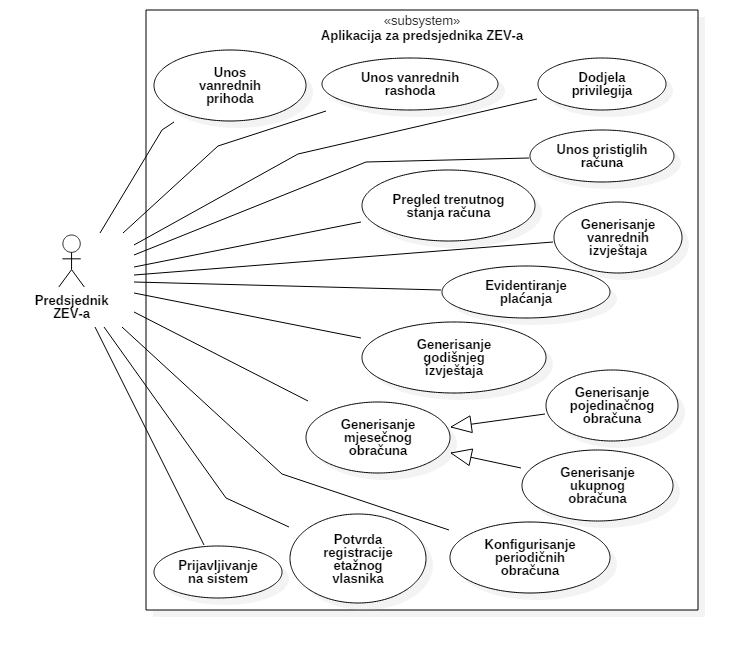 «subsystem»
Aplikacija za predsjednika ZEV-a
Unos
vanrednih
prihoda
Unos vanrednih
rashoda
Dodjela
privilegija
Unos pristiglih
računa
Pregled trenutnog
stanja računa
Generisanje
vanrednih
izvještaja
Predsjednik
ZEV-a
Evidentiranje
plaćanja
Generisanje
godišnjeg
izvještaja
Generisanje
mjesečnog
obračuna
Generisanje
pojedinačnog
obračuna
Generisanje
ukupnog
obračuna
Prijavljivanje
na sistem
Potvrda
registracije
etažnog
vlasnika
Konfigurisanje
periodičnih
obračuna